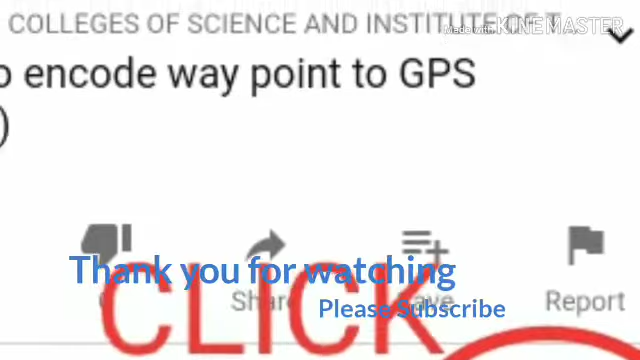 COLLEGES OF SCIENCE AND INSTITUTE OF T
Made with KINEMASTER
o encode way point to GPS
)
Thank you for watching
CLICK
Share
Save
Report
Please Subscribe